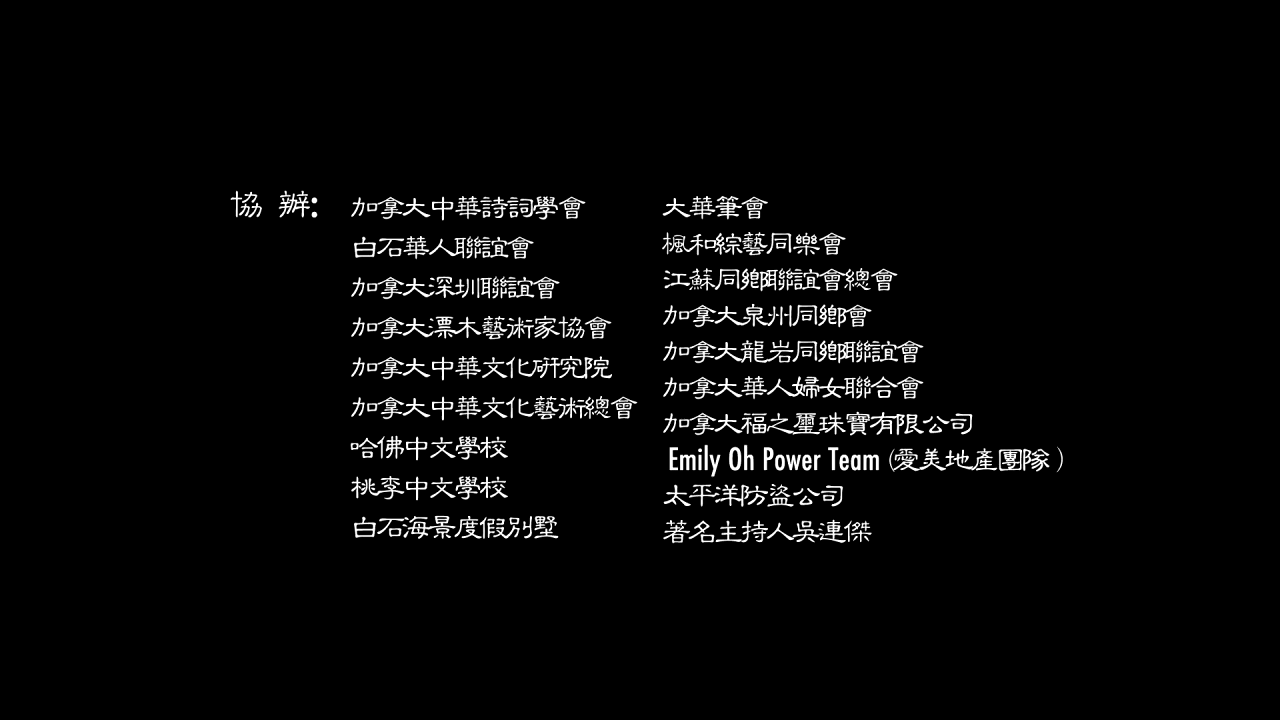 協 辦:
加拿大中華詩詞學會
白石華人聯誼會
加拿大深圳聯誼會
加拿大漂木藝術家協會
加拿大中華文化研究院
加拿大中華文化藝術總會
哈佛中文學校
桃李中文學校
白石海景度假別墅
大華筆會
楓和綜藝同樂會
江蘇同鄉聯誼會總會
加拿大泉州同鄉會
加拿大龍岩同鄉聯誼會
加拿大華人婦女聯合會
加拿大福之璽珠寶有限公司
Emily Oh Power Team (愛美地產團隊)
太平洋防盜公司
著名主持人吳連傑